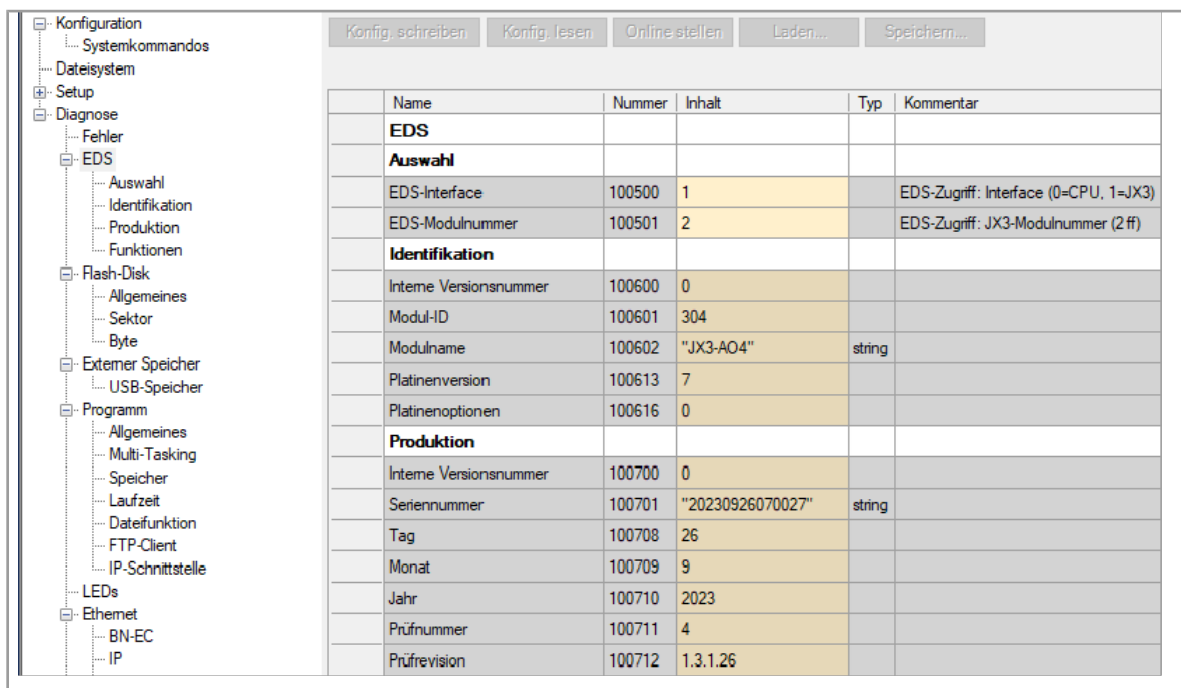 Konfiguration
Systemkommandos
Dateisystem
Setup
Diagnose
Fehler
EDS
Auswahl
Identifikation
Produktion
Funktionen
Flash-Disk
Allgemeines
Sektor
Byte
Externer Speicher
USB-Speicher
Programm
Allgemeines
Multi-Tasking
Speicher
Laufzeit
Dateifunktion
FTP-Client
IP-Schnittstelle
LEDs
Ethernet
BN-EC
IP
Konfig. schreiben Konfig. lesen Online stellen Laden... Speichern...
Name Nummer Inhalt Typ Kommentar
EDS
Auswahl
EDS-Interface 100500 1 EDS-Zugriff: Interface (0=CPU, 1=JX3)
EDS-Modulnummer 100501 2 EDS-Zugriff: JX3-Modulnummer (2 ff)
Identifikation
Interne Versionsnummer 100600 0
Modul-ID 100601 304
Modulname 100602 "JX3-AO4" string
Platinenversion 100613 7
Platinenoptionen 100616 0
Produktion
Interne Versionsnummer 100700 0
Seriennummer 100701 "20230926070027" string
Tag 100708 26
Monat 100709 9
Jahr 100710 2023
Prüfnummer 100711 4
Prüfrevision 100712 1.3.1.26